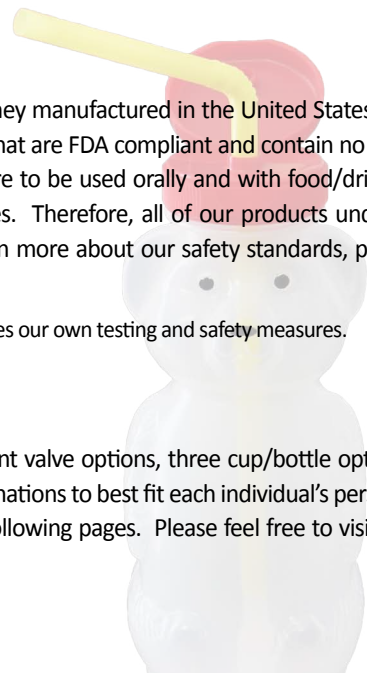 ney manufactured in the United States
hat are FDA compliant and contain no
re to be used orally and with food/dri
es. Therefore, all of our products und
n more about our safety standards, p
es our own testing and safety measures.
nt valve options, three cup/bottle opt
nations to best fit each individual's per
ollowing pages. Please feel free to visi